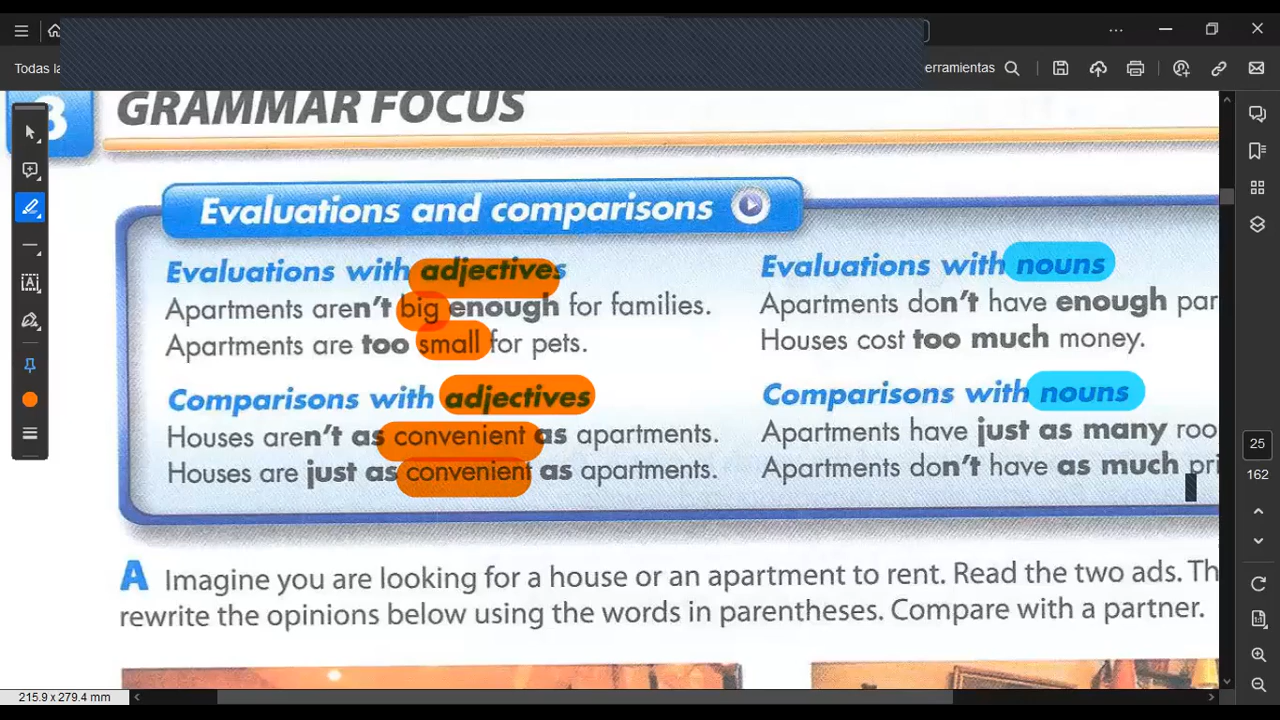 Todas la
erramientas
3 GRAMMAR FOCUS
Evaluations and comparisons
Evaluations with adjectives
Apartments aren't big enough for families.
Apartments are too small for pets.
Comparisons with adjectives
Houses aren't as convenient as apartments.
Houses are just as convenient as apartments.
Evaluations with nouns
Apartments don't have enough par
Houses cost too much money.
Comparisons with nouns
Apartments have just as many roo
Apartments don't have as much pri
A Imagine you are looking for a house or an apartment to rent. Read the two ads. Th
rewrite the opinions below using the words in parentheses. Compare with a partner.
25
162
215.9 x 279.4 mm